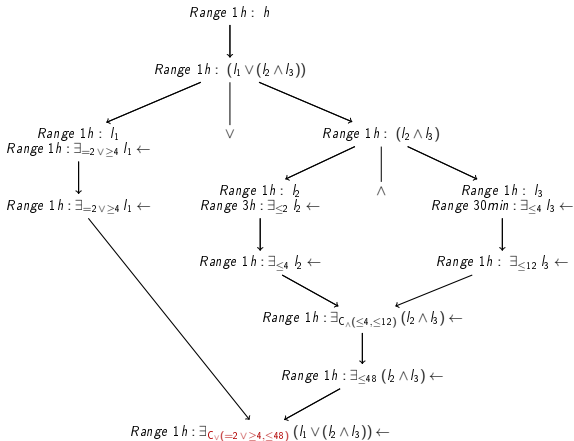 Range 1h : h
Range 1h : (l₁ ∨ (l₂ ∧ l₃))
Range 1h : l₁
Range 1h : ∃₌₂ ∨ ≥₄ l₁ ←
∨
Range 1h : (l₂ ∧ l₃)
Range 1h : ∃₌₂ ∨ ≥₄ l₁ ←
Range 1h : l₂
Range 3h : ∃≤₂ l₂ ←
∧
Range 1h : l₃
Range 30min : ∃≤₄ l₃ ←
Range 1h : ∃≤₄ l₂ ←
Range 1h : ∃≤₁₂ l₃ ←
Range 1h : ∃C∧(≤4,≤12) (l₂ ∧ l₃) ←
Range 1h : ∃≤₄₈ (l₂ ∧ l₃) ←
Range 1h : ∃C∨(=2 ∨ ≥4,≤48) (l₁ ∨ (l₂ ∧ l₃)) ←